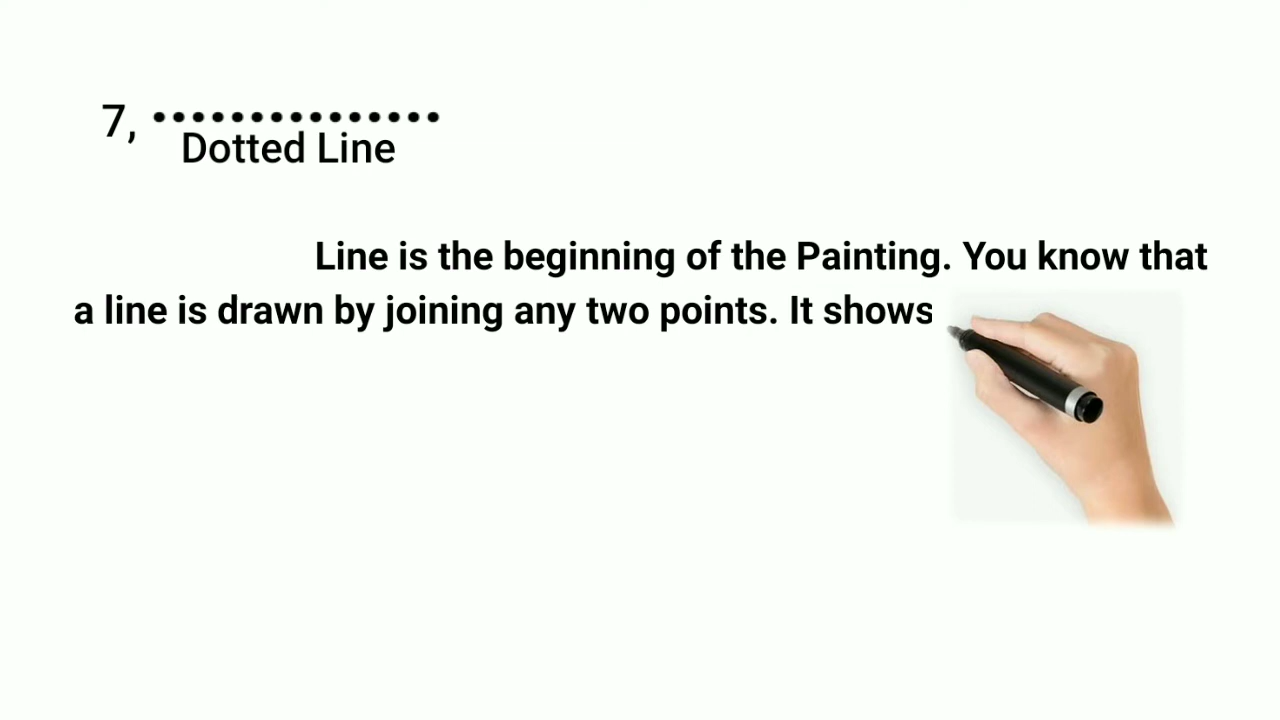 7,
Dotted Line
Line is the beginning of the Painting. You know that
a line is drawn by joining any two points. It shows